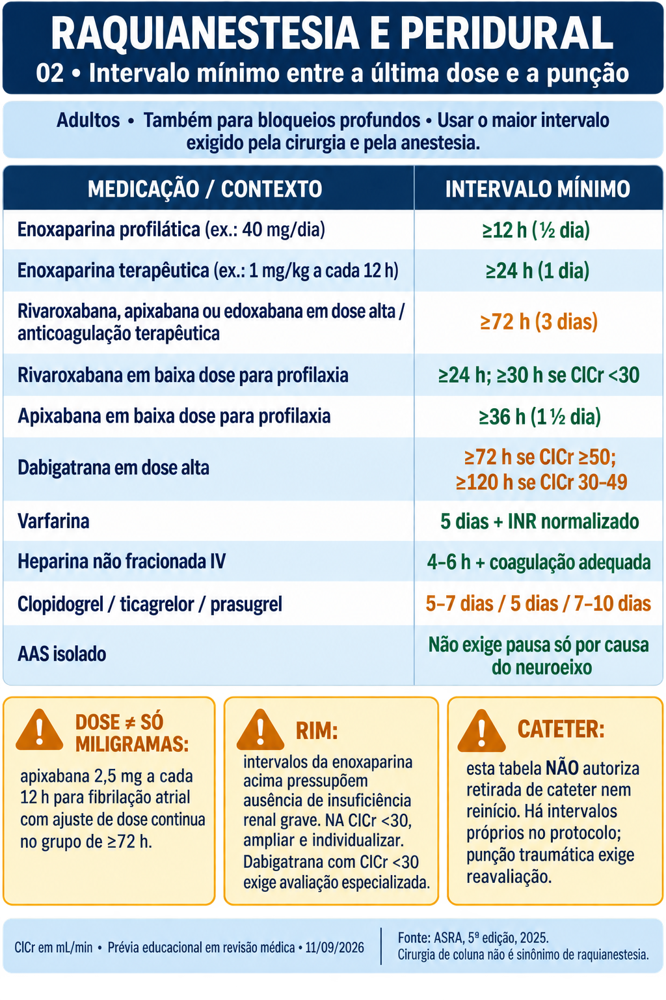 RAQUIANESTESIA E PERIDURAL
02 • Intervalo mínimo entre a última dose e a punção
Adultos • Também para bloqueios profundos • Usar o maior intervalo
exigido pela cirurgia e pela anestesia.
MEDICAÇÃO / CONTEXTO
INTERVALO MÍNIMO
Enoxaparina profilática (ex.: 40 mg/dia)
≥12 h (½ dia)
Enoxaparina terapêutica (ex.: 1 mg/kg a cada 12 h)
≥24 h (1 dia)
Rivaroxabana, apixabana ou edoxabana em dose alta /
anticoagulação terapêutica
≥72 h (3 dias)
Rivaroxabana em baixa dose para profilaxia
≥24 h; ≥30 h se ClCr <30
Apixabana em baixa dose para profilaxia
≥36 h (1 ½ dia)
Dabigatrana em dose alta
≥72 h se ClCr ≥50;
≥120 h se ClCr 30–49
Varfarina
5 dias + INR normalizado
Heparina não fracionada IV
4–6 h + coagulação adequada
Clopidogrel / ticagrelor / prasugrel
5–7 dias / 5 dias / 7–10 dias
AAS isolado
Não exige pausa só por causa
do neuroeixo
DOSE ≠ SÓ
MILIGRAMAS:
apixabana 2,5 mg a cada
12 h para fibrilação atrial
com ajuste de dose continua
no grupo de ≥72 h.
RIM:
intervalos da enoxaparina
acima pressupõem
ausência de insuficiência
renal grave. NA ClCr <30,
ampliar e individualizar.
Dabigatrana com ClCr <30
exige avaliação especializada.
CATETER:
esta tabela NÃO autoriza
retirada de cateter nem
reinício. Há intervalos
próprios no protocolo;
punção traumática exige
reavaliação.
ClCr em mL/min • Prévia educacional em revisão médica • 11/09/2026
Fonte: ASRA, 5ª edição, 2025.
Cirurgia de coluna não é sinônimo de raquianestesia.